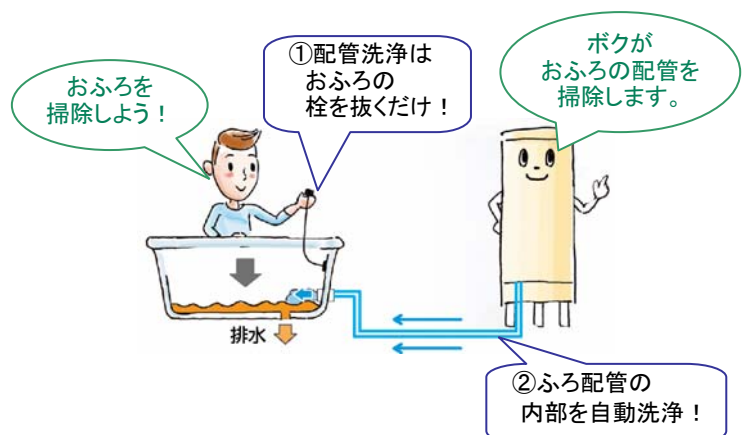 おふろを
掃除しよう！
①配管洗浄は
おふろの
栓を抜くだけ！
ボクが
おふろの配管を
掃除します。
排水
②ふろ配管の
内部を自動洗浄！